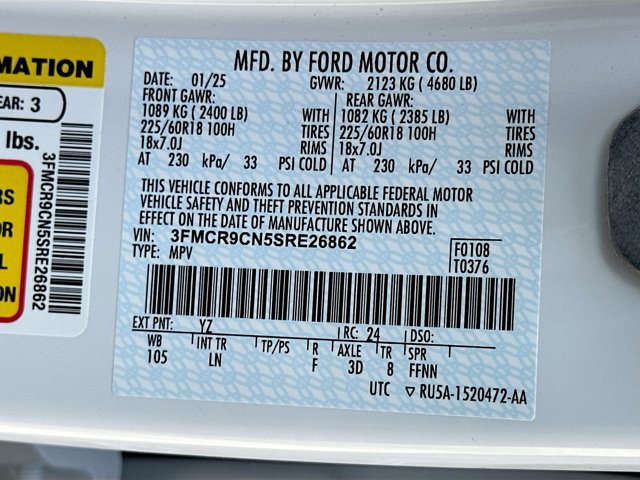 MATION
EAR: 3
lbs.
RS
OR
L
ON
3FMCR9CN5SRE26862
MFD. BY FORD MOTOR CO.
DATE: 01/25 GVWR: 2123 KG ( 4680 LB)
FRONT GAWR: REAR GAWR:
1089 KG ( 2400 LB) WITH 1082 KG ( 2385 LB) WITH
225/60R18 100H TIRES 225/60R18 100H TIRES
18x7.0J RIMS 18x7.0J RIMS
AT 230 kPa/ 33 PSI COLD AT 230 kPa/ 33 PSI COLD
THIS VEHICLE CONFORMS TO ALL APPLICABLE FEDERAL MOTOR
VEHICLE SAFETY AND THEFT PREVENTION STANDARDS IN
EFFECT ON THE DATE OF MANUFACTURE SHOWN ABOVE.
VIN: 3FMCR9CN5SRE26862 F0108
TYPE: MPV T0376
EXT PNT: YZ RC: 24 DSO:
WB INT TR TP/PS R AXLE TR SPR
105 LN F 3D 8 FFNN
UTC ▽ RU5A-1520472-AA